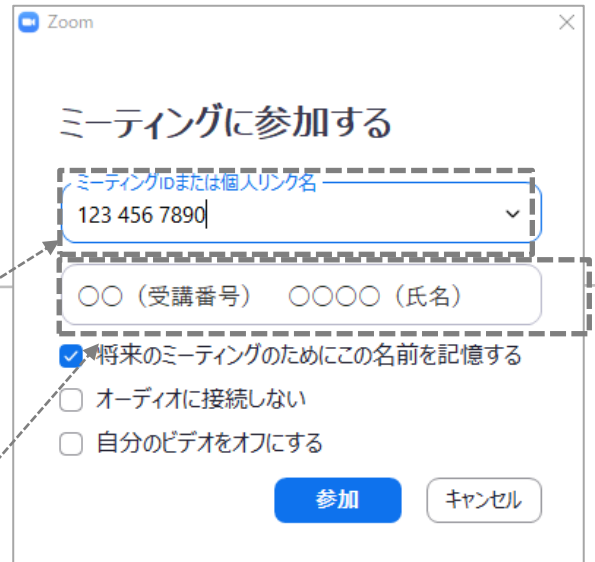 Zoom
ミーティングに参加する
ミーティングIDまたは個人リンク名
123 456 7890
○○（受講番号）　○○○○（氏名）
将来のミーティングのためにこの名前を記憶する
オーディオに接続しない
自分のビデオをオフにする
参加　キャンセル